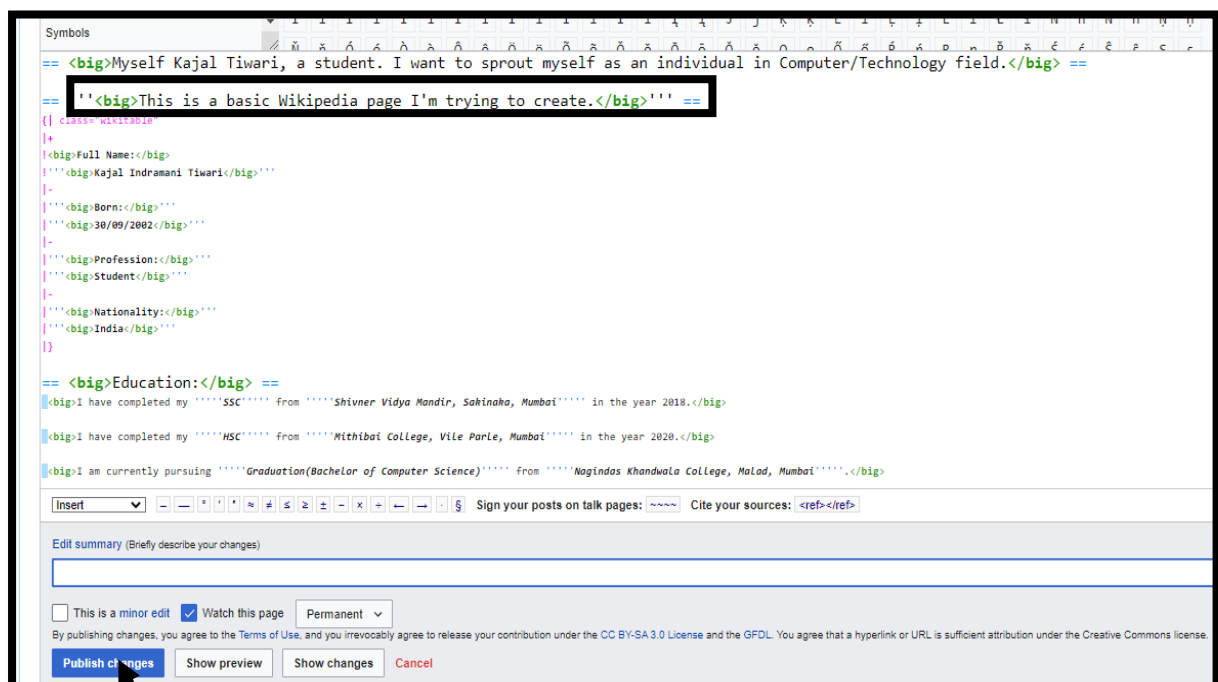 Symbols
== <big>Myself Kajal Tiwari, a student. I want to sprout myself as an individual in Computer/Technology field.</big> ==
== ''<big>This is a basic Wikipedia page I'm trying to create.</big>''' ==
{| class="wikitable"
|+
!<big>Full Name:</big>
!'''<big>Kajal Indramani Tiwari</big>'''
|-
|'''<big>Born:</big>'''
|'''<big>30/09/2002</big>'''
|-
|'''<big>Profession:</big>'''
|'''<big>Student</big>'''
|-
|'''<big>Nationality:</big>'''
|'''<big>India</big>'''
|}
== <big>Education:</big> ==
<big>I have completed my '''''SSC''''' from '''''Shivner Vidya Mandir, Sakinaka, Mumbai''''' in the year 2018.</big>
<big>I have completed my '''''HSC''''' from '''''Mithibai College, Vile Parle, Mumbai''''' in the year 2020.</big>
<big>I am currently pursuing '''''Graduation(Bachelor of Computer Science)''''' from '''''Nagindas Khandwala College, Malad, Mumbai'''''.</big>
Insert – — ° ′ ″ ≈ ≠ ≤ ≥ ± − × ÷ ← → · § Sign your posts on talk pages: ~~~~ Cite your sources: <ref></ref>
Edit summary (Briefly describe your changes)
This is a minor edit Watch this page Permanent
By publishing changes, you agree to the Terms of Use, and you irrevocably agree to release your contribution under the CC BY-SA 3.0 License and the GFDL. You agree that a hyperlink or URL is sufficient attribution under the Creative Commons license.
Publish changes Show preview Show changes Cancel